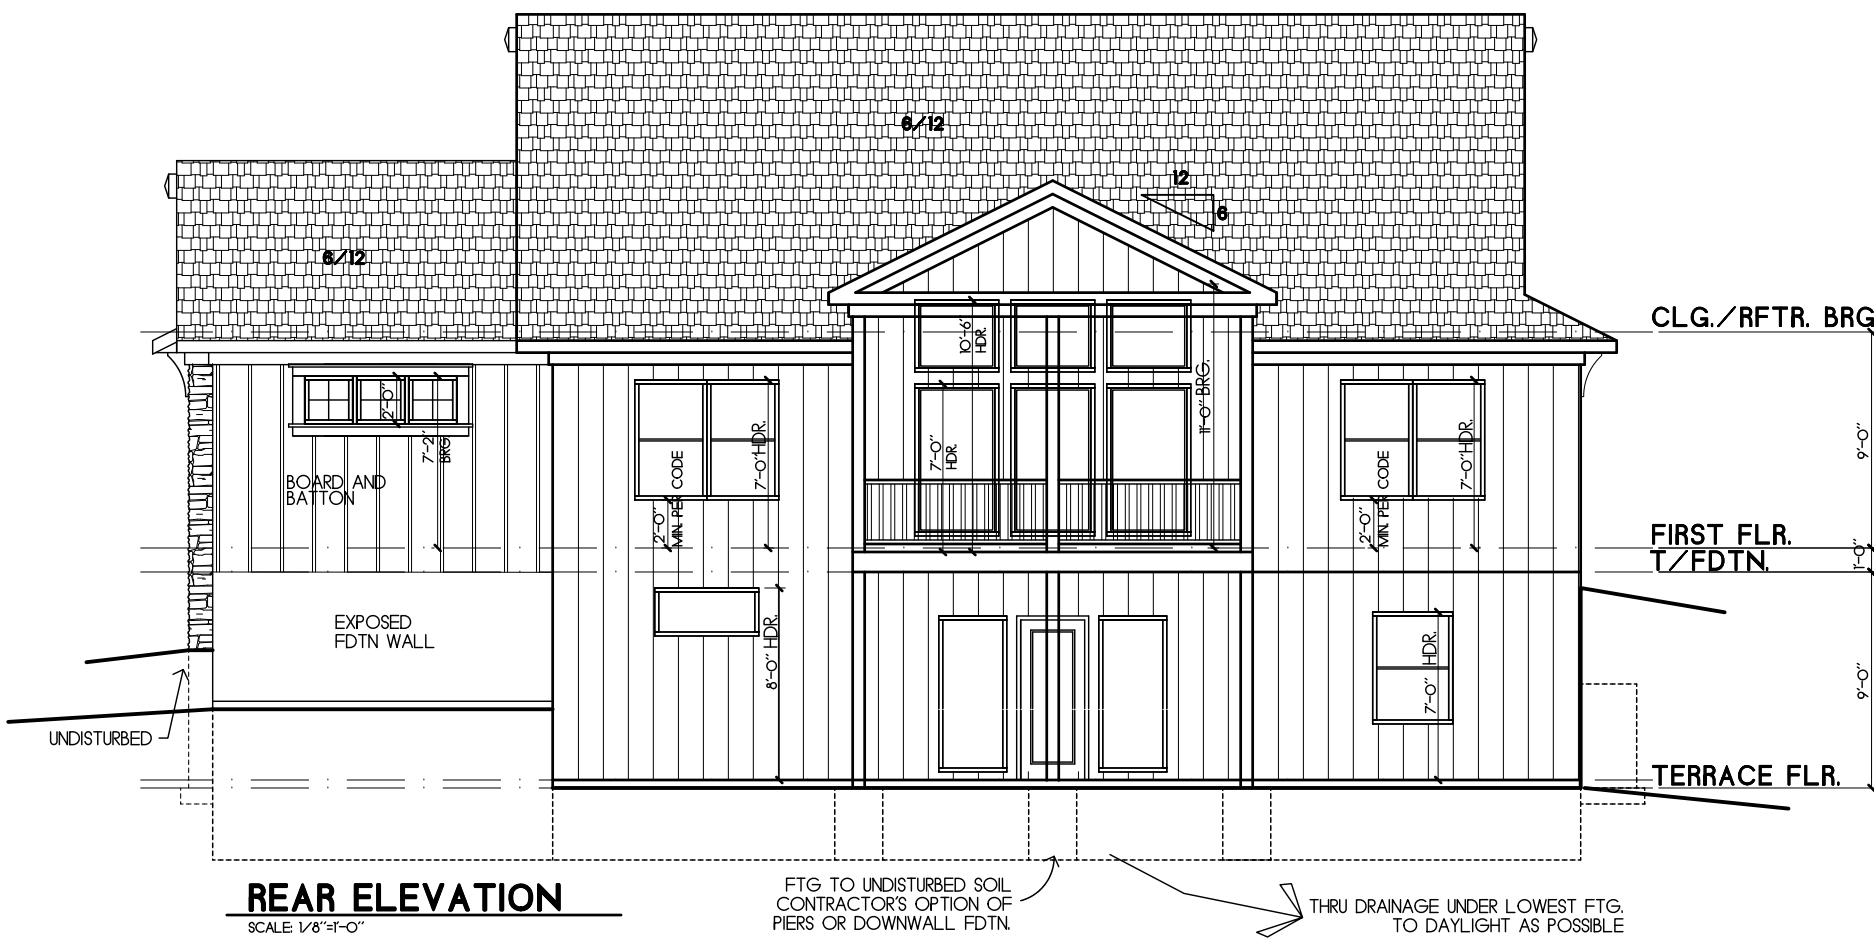 6/12
12
6
6/12
CLG./RFTR. BRG
10'-6"
HDR.
11'-0" BRG.
2'-0"
7'-2"
BRG
BOARD AND
BATTON
7'-0" HDR.
2'-0"
MIN. PER CODE
7'-0"
HDR.
7'-0" HDR.
2'-0"
MIN. PER CODE
9'-0"
FIRST FLR.
T/FDTN.
1'-0"
EXPOSED
FDTN WALL
8'-0" HDR.
7'-0" HDR.
9'-0"
UNDISTURBED
TERRACE FLR.
REAR ELEVATION
SCALE: 1/8"=1'-0"
FTG TO UNDISTURBED SOIL
CONTRACTOR'S OPTION OF
PIERS OR DOWNWALL FDTN.
THRU DRAINAGE UNDER LOWEST FTG.
TO DAYLIGHT AS POSSIBLE